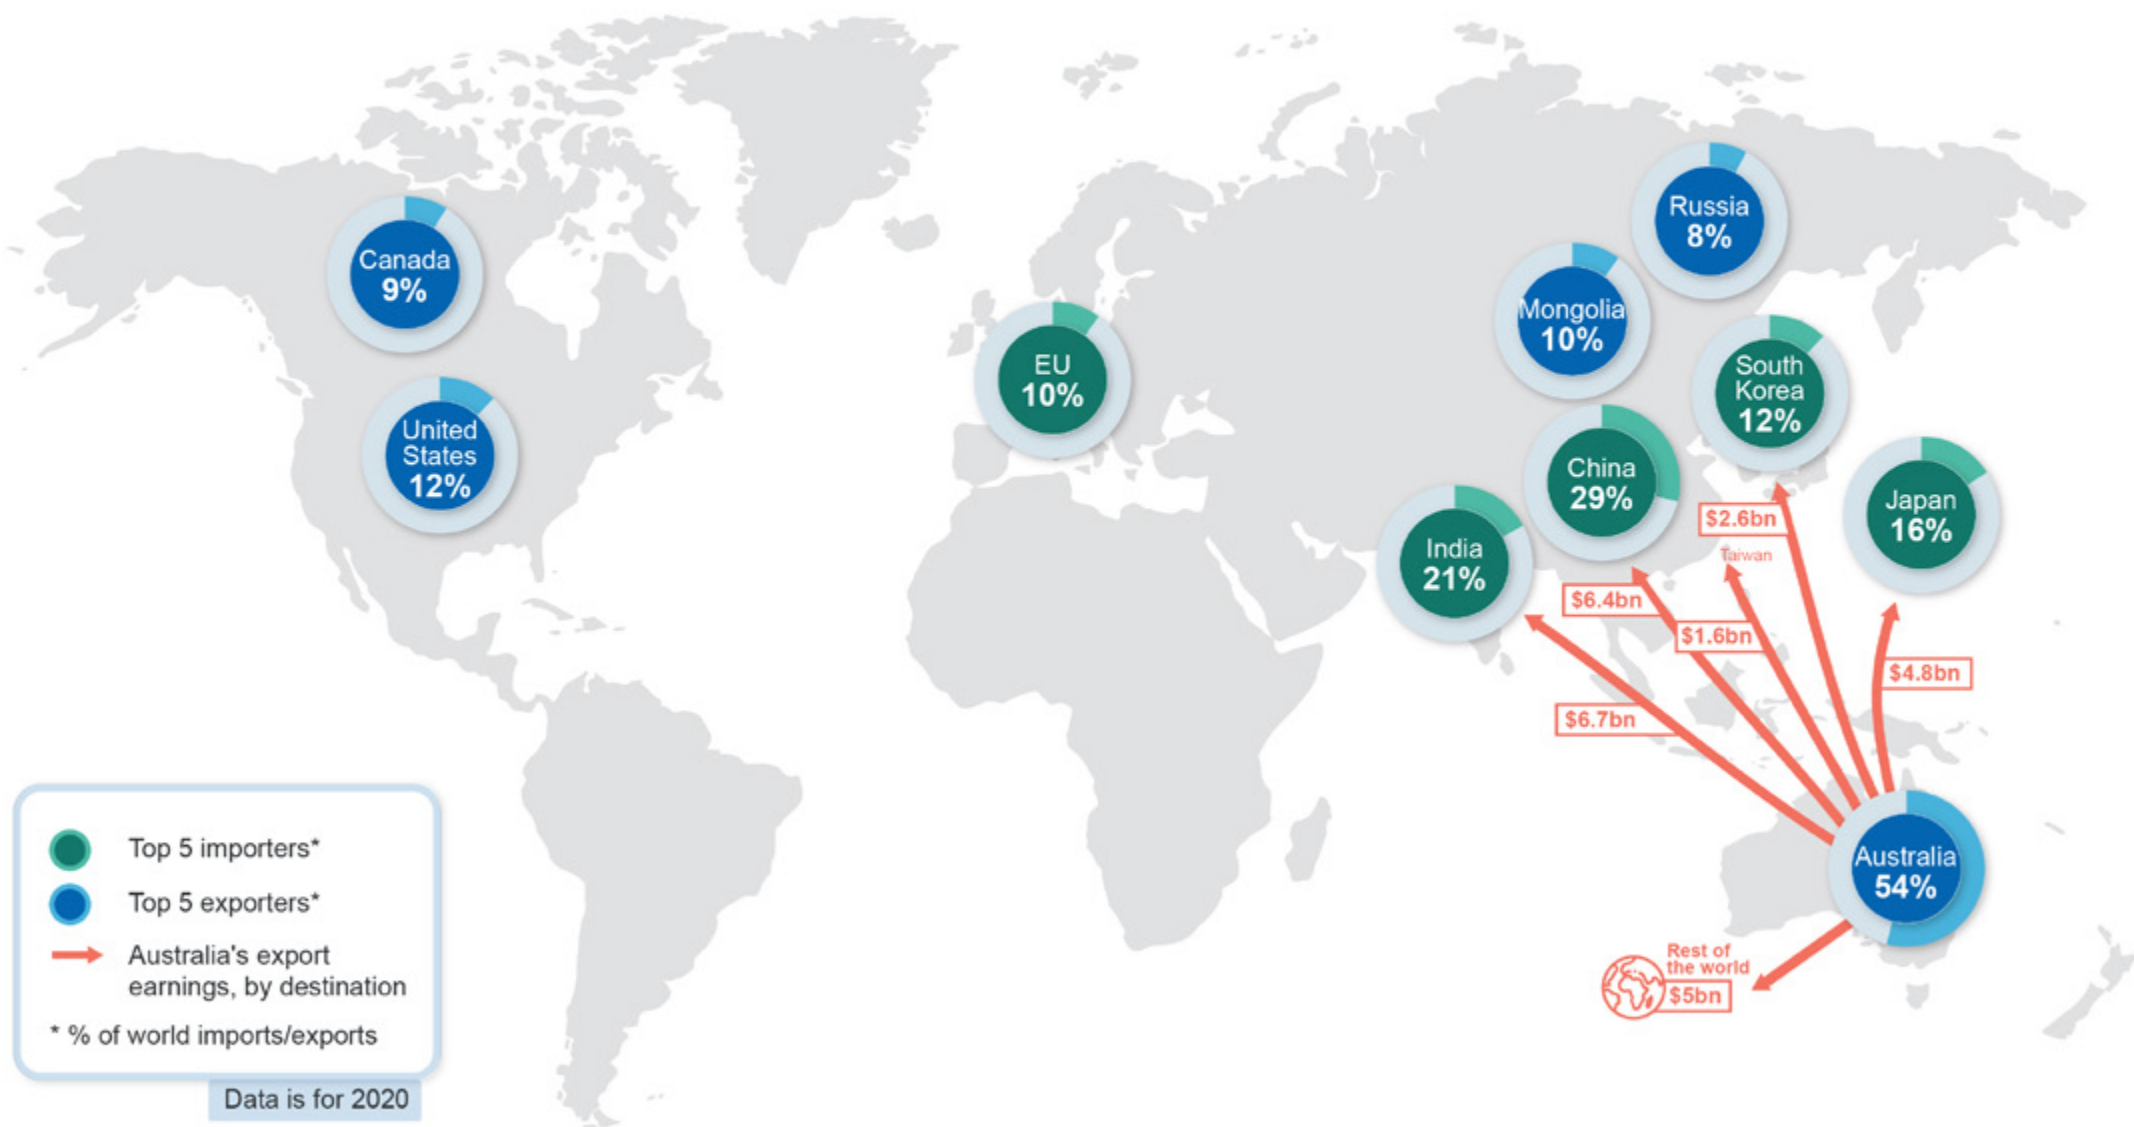 Canada
9%
United
States
12%
EU
10%
Russia
8%
Mongolia
10%
South
Korea
12%
China
29%
India
21%
Japan
16%
$2.6bn
Taiwan
$6.4bn
$1.6bn
$4.8bn
$6.7bn
Australia
54%
Rest of
the world
$5bn
Top 5 importers*
Top 5 exporters*
Australia's export
earnings, by destination
* % of world imports/exports
Data is for 2020